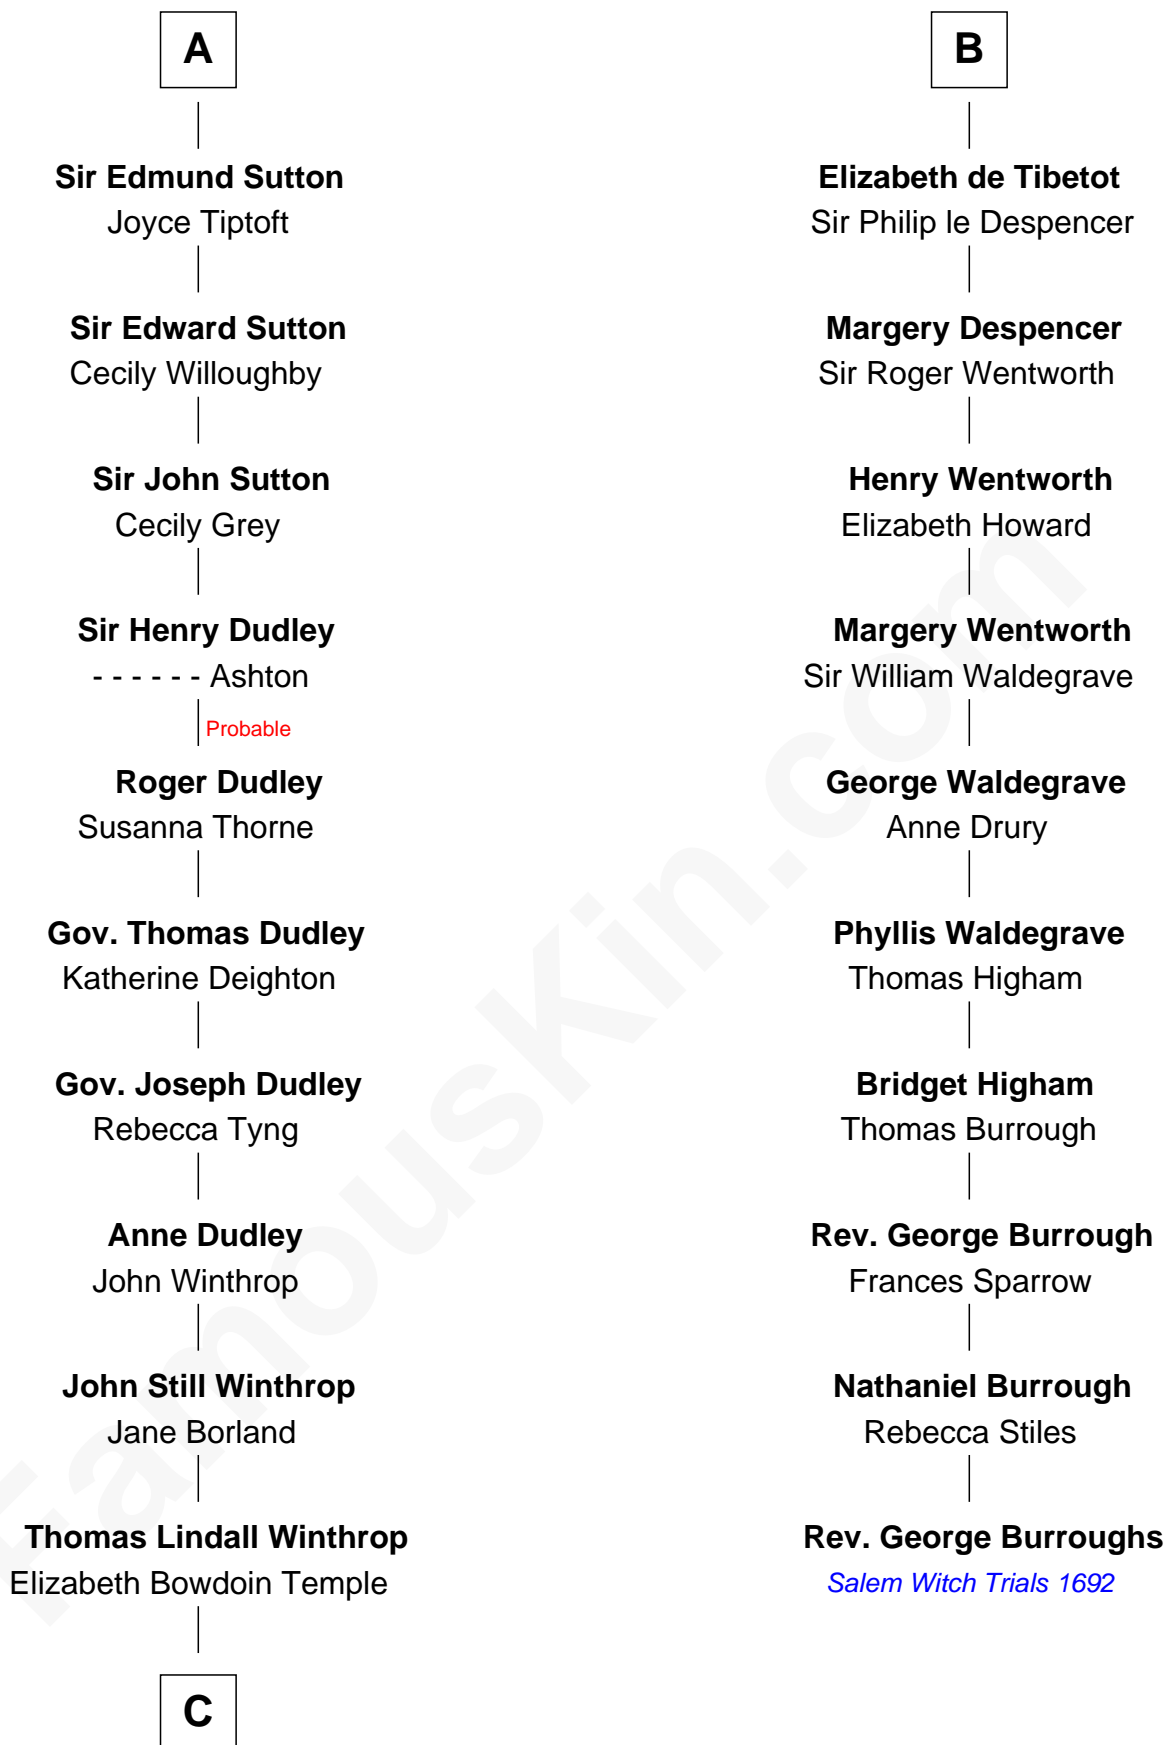 A
Sir Edmund Sutton
Joyce Tiptoft
Sir Edward Sutton
Cecily Willoughby
Sir John Sutton
Cecily Grey
Sir Henry Dudley
- - - - - - Ashton
Probable
Roger Dudley
Susanna Thorne
Gov. Thomas Dudley
Katherine Deighton
Gov. Joseph Dudley
Rebecca Tyng
Anne Dudley
John Winthrop
John Still Winthrop
Jane Borland
Thomas Lindall Winthrop
Elizabeth Bowdoin Temple
C
B
Elizabeth de Tibetot
Sir Philip le Despencer
Margery Despencer
Sir Roger Wentworth
Henry Wentworth
Elizabeth Howard
Margery Wentworth
Sir William Waldegrave
George Waldegrave
Anne Drury
Phyllis Waldegrave
Thomas Higham
Bridget Higham
Thomas Burrough
Rev. George Burrough
Frances Sparrow
Nathaniel Burrough
Rebecca Stiles
Rev. George Burroughs
Salem Witch Trials 1692
FamousKin.com